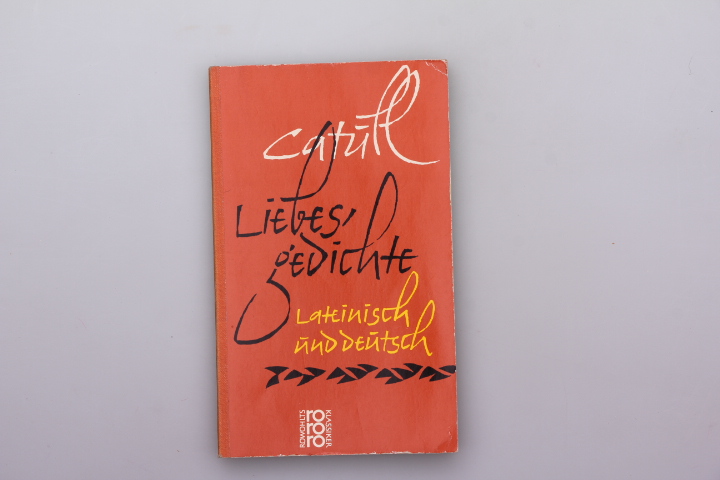 Catull
Liebes,
gedichte
Lateinisch
und deutsch
ROWOHLTS
rororo
KLASSIKER